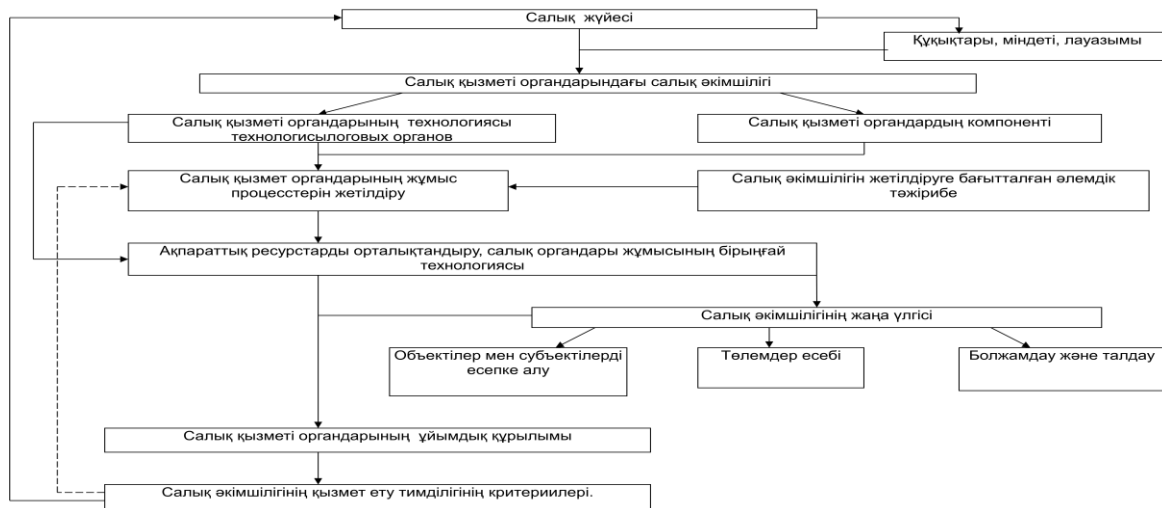 Салық жүйесі
Құқықтары, міндеті, лауазымы
Салық қызметі органдарындағы салық әкімшілігі
Салық қызметі органдарының технологиясы
технологисылоговых органов
Салық қызметі органдардың компоненті
Салық қызмет органдарының жұмыс
процесстерін жетілдіру
Салық әкімшілігін жетілдіруге бағытталған әлемдік
тәжірибе
Ақпараттық ресурстарды орталықтандыру, салық органдары жұмысының бірыңғай
технологиясы
Салық әкімшілігінің жаңа үлгісі
Объектілер мен субъектілерді
есепке алу
Төлемдер есебі
Болжамдау және талдау
Салық қызметі органдарының ұйымдық құрылымы
Салық әкімшілігінің қызмет ету тимділігінің критериилері.